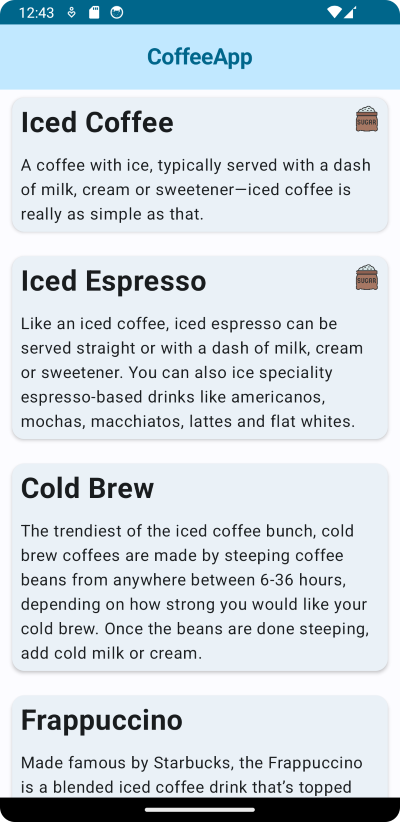 12:43
CoffeeApp
Iced Coffee
SUGAR
A coffee with ice, typically served with a dash
of milk, cream or sweetener—iced coffee is
really as simple as that.
Iced Espresso
SUGAR
Like an iced coffee, iced espresso can be
served straight or with a dash of milk, cream
or sweetener. You can also ice speciality
espresso-based drinks like americanos,
mochas, macchiatos, lattes and flat whites.
Cold Brew
The trendiest of the iced coffee bunch, cold
brew coffees are made by steeping coffee
beans from anywhere between 6-36 hours,
depending on how strong you would like your
cold brew. Once the beans are done steeping,
add cold milk or cream.
Frappuccino
Made famous by Starbucks, the Frappuccino
is a blended iced coffee drink that’s topped